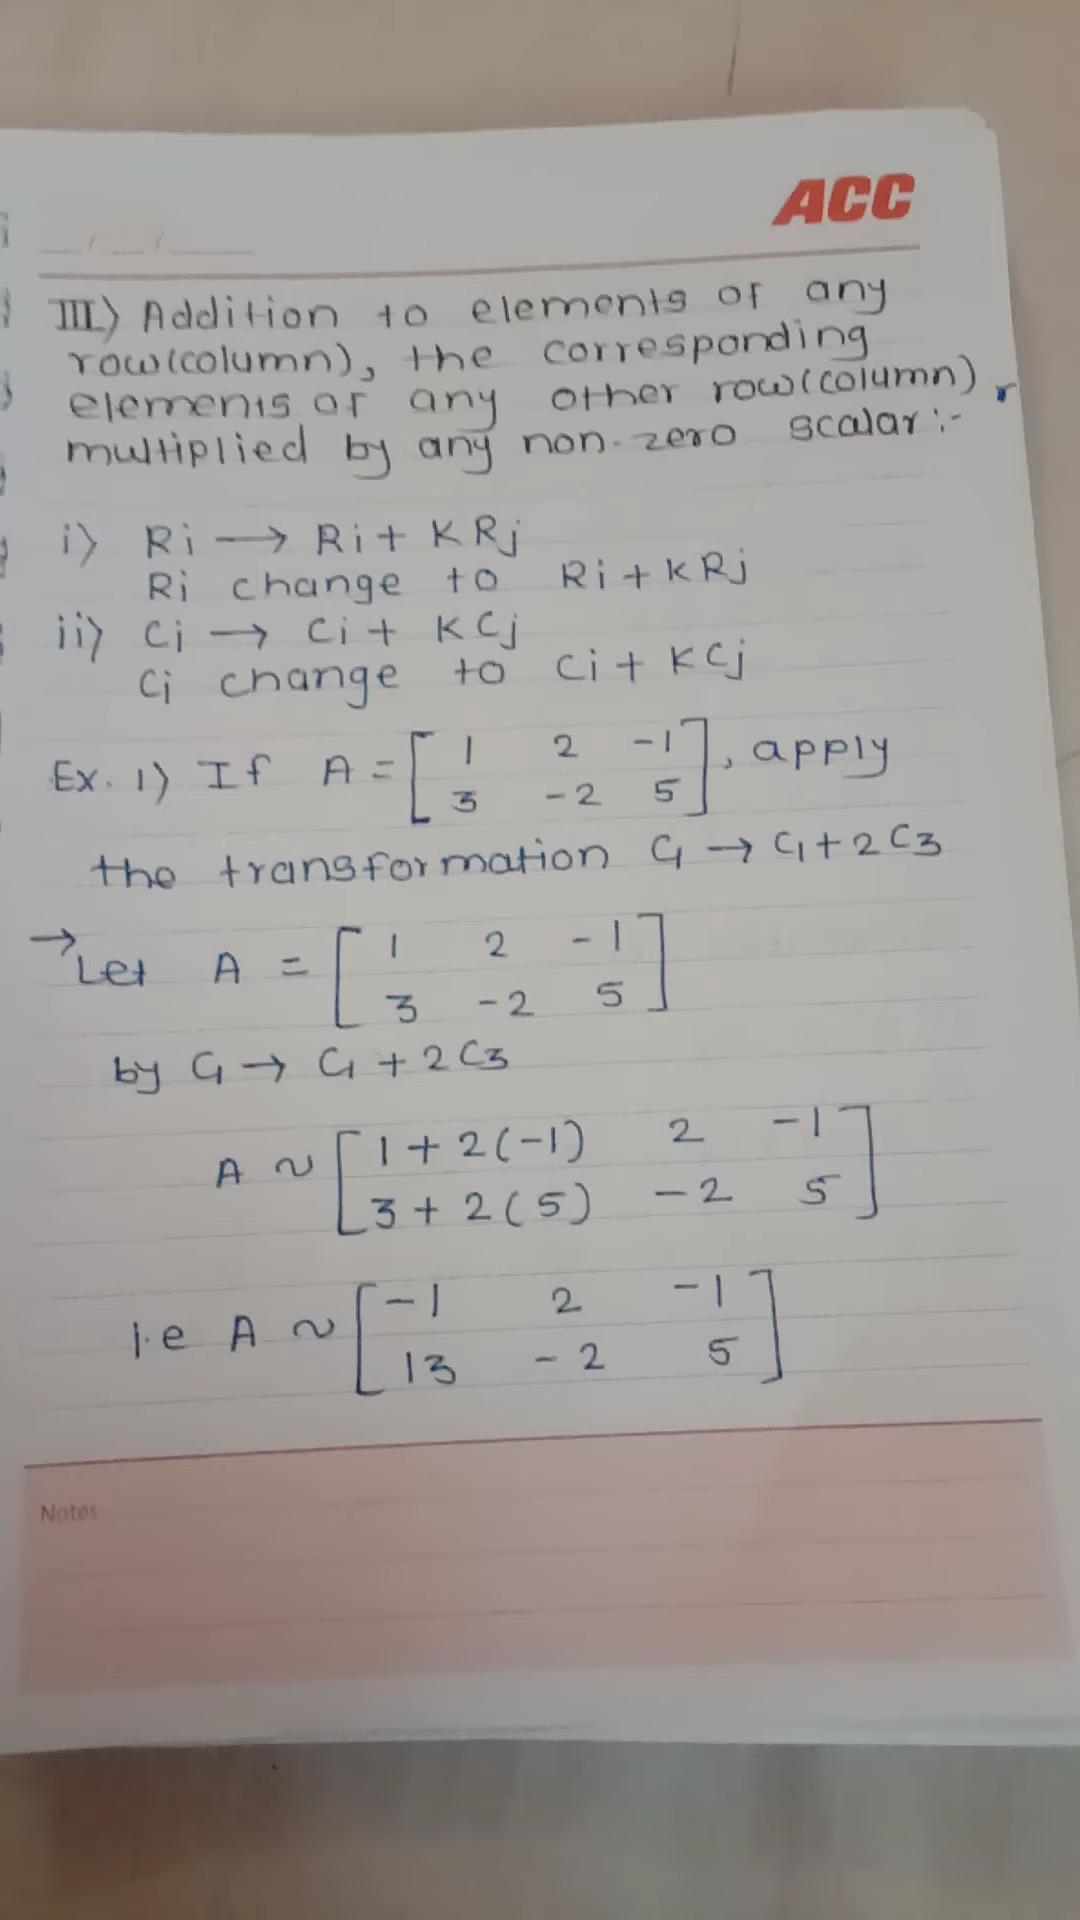 ACC
_ / _ / _
III) Addition to elements of any
row(column), the corresponding
elements of any other row(column),
multiplied by any non-zero scalar:-
i) Ri → Ri + KRj
Ri change to Ri + KRj
ii) Ci → Ci + KCj
Ci change to Ci + KCj
Ex. 1) If A = [ 1 2 -1 ], apply
[ 3 -2 5 ]
the transformation C1 → C1 + 2C3
→ Let A = [ 1 2 -1 ]
[ 3 -2 5 ]
by C1 → C1 + 2C3
A ~ [ 1+2(-1) 2 -1 ]
[ 3+2(5) -2 5 ]
i.e A ~ [ -1 2 -1 ]
[ 13 -2 5 ]
Notes